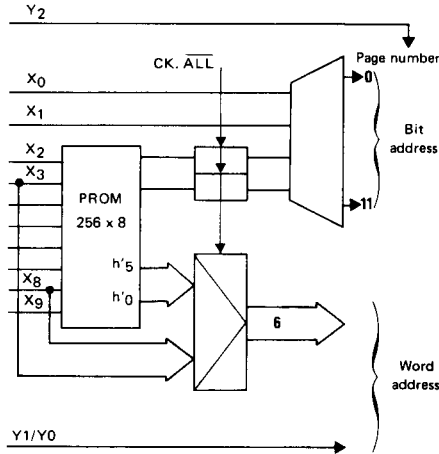 Y2
Page number
CK. ALL
X0
0
X1
Bit
address
X2
X3
PROM
256 x 8
11
h'5
X8
h'0
X9
6
Word
address
Y1/Y0